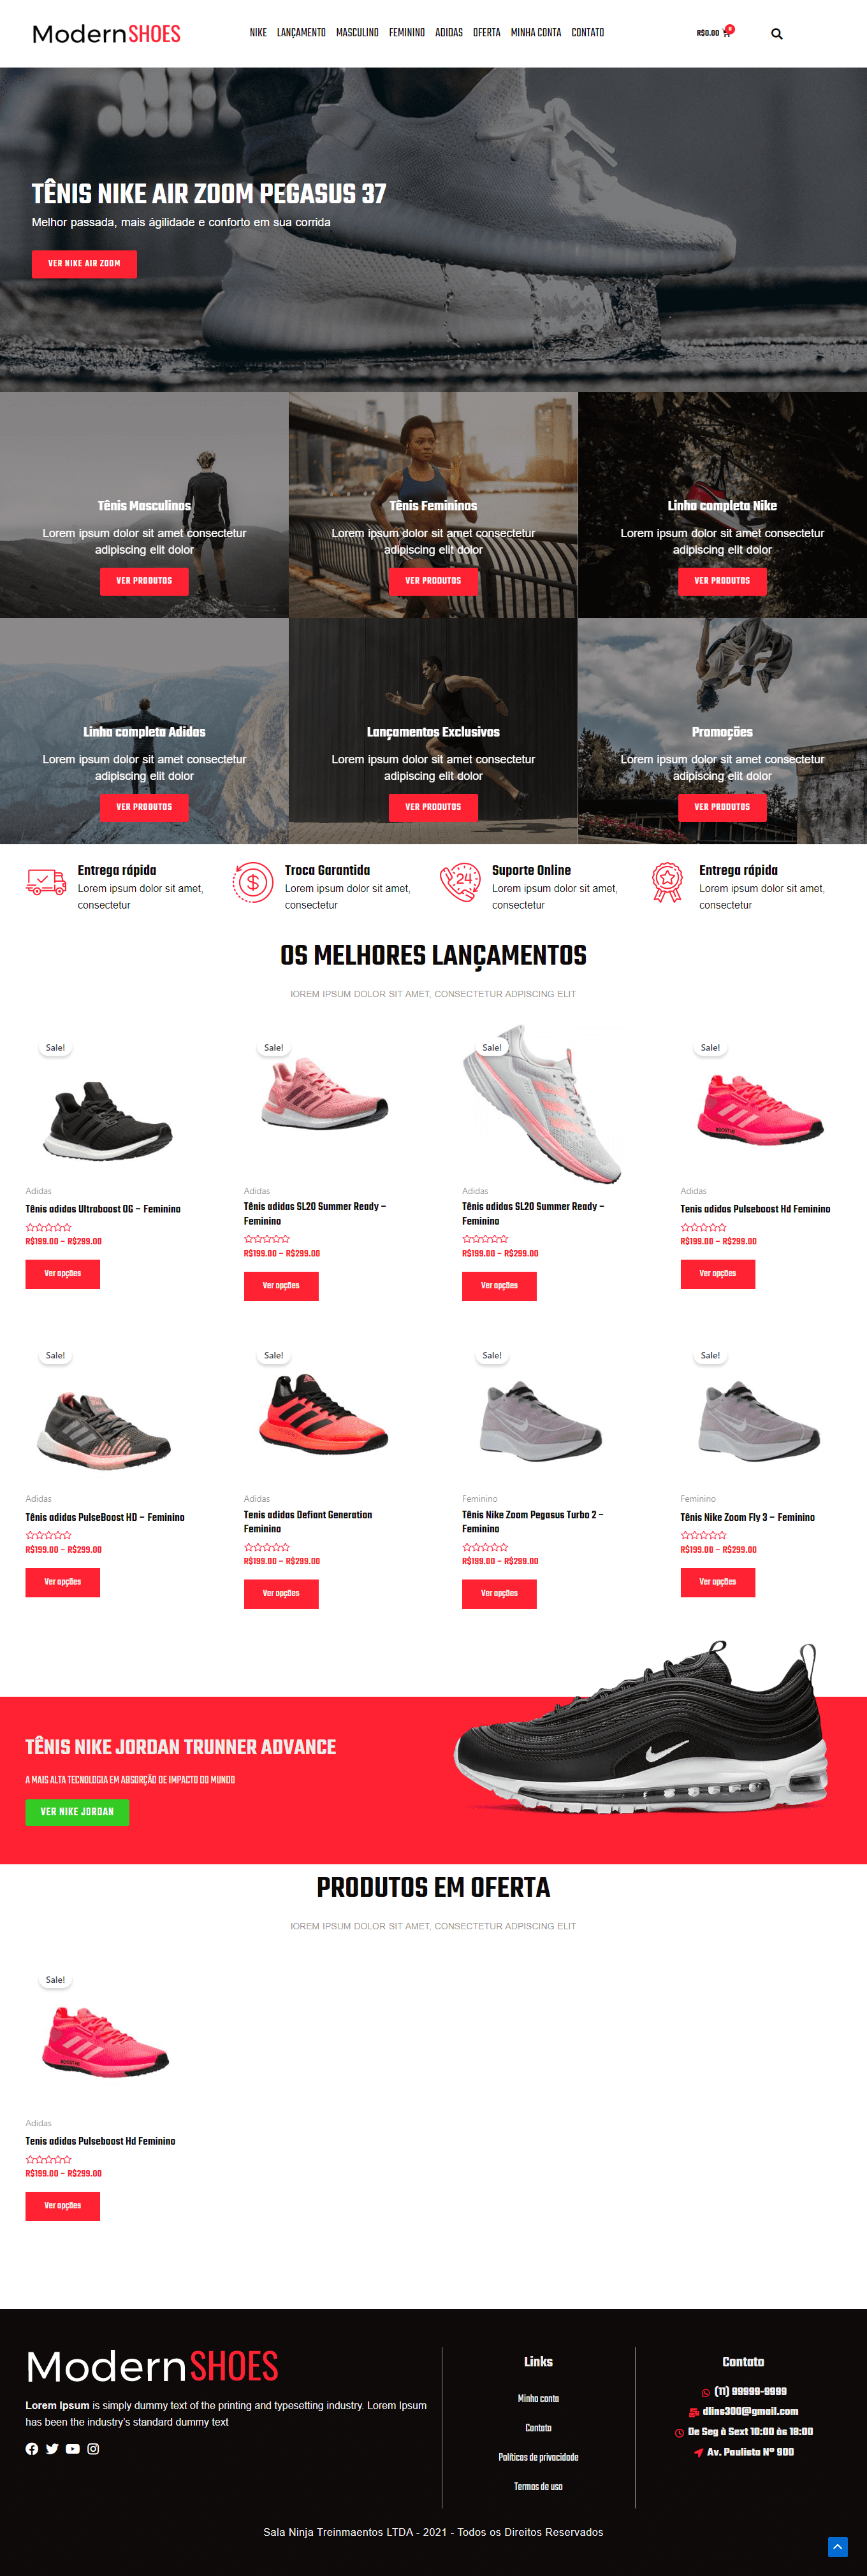 ModernSHOES
NIKE LANÇAMENTO MASCULINO FEMININO ADIDAS OFERTA MINHA CONTA CONTATO
R$0.00 0
TÊNIS NIKE AIR ZOOM PEGASUS 37
Melhor passada, mais ágilidade e conforto em sua corrida
VER NIKE AIR ZOOM
Tênis Masculinos
Lorem ipsum dolor sit amet consectetur
adipiscing elit dolor
VER PRODUTOS
Tênis Femininos
Lorem ipsum dolor sit amet consectetur
adipiscing elit dolor
VER PRODUTOS
Linha completa Nike
Lorem ipsum dolor sit amet consectetur
adipiscing elit dolor
VER PRODUTOS
Linha completa Adidas
Lorem ipsum dolor sit amet consectetur
adipiscing elit dolor
VER PRODUTOS
Lançamentos Exclusivos
Lorem ipsum dolor sit amet consectetur
adipiscing elit dolor
VER PRODUTOS
Promoções
Lorem ipsum dolor sit amet consectetur
adipiscing elit dolor
VER PRODUTOS
Entrega rápida
Lorem ipsum dolor sit amet,
consectetur
$
Troca Garantida
Lorem ipsum dolor sit amet,
consectetur
24
Suporte Online
Lorem ipsum dolor sit amet,
consectetur
Entrega rápida
Lorem ipsum dolor sit amet,
consectetur
OS MELHORES LANÇAMENTOS
lOREM IPSUM DOLOR SIT AMET, CONSECTETUR ADPISCING ELIT
Sale!
Adidas
Tênis adidas Ultraboost OG – Feminino
R$199.00 – R$299.00
Ver opções
Sale!
Adidas
Tênis adidas SL20 Summer Ready –
Feminino
R$199.00 – R$299.00
Ver opções
Sale!
Adidas
Tênis adidas SL20 Summer Ready –
Feminino
R$199.00 – R$299.00
Ver opções
Sale!
Adidas
Tenis adidas Pulseboost Hd Feminino
R$199.00 – R$299.00
Ver opções
Sale!
Adidas
Tênis adidas PulseBoost HD – Feminino
R$199.00 – R$299.00
Ver opções
Sale!
Adidas
Tenis adidas Defiant Generation
Feminino
R$199.00 – R$299.00
Ver opções
Sale!
Feminino
Tênis Nike Zoom Pegasus Turbo 2 –
Feminino
R$199.00 – R$299.00
Ver opções
Sale!
Feminino
Tênis Nike Zoom Fly 3 – Feminino
R$199.00 – R$299.00
Ver opções
TÊNIS NIKE JORDAN TRUNNER ADVANCE
A MAIS ALTA TECNOLOGIA EM ABSORÇÃO DE IMPACTO DO MUNDO
VER NIKE JORDAN
PRODUTOS EM OFERTA
lOREM IPSUM DOLOR SIT AMET, CONSECTETUR ADPISCING ELIT
Sale!
Adidas
Tenis adidas Pulseboost Hd Feminino
R$199.00 – R$299.00
Ver opções
ModernSHOES
Lorem Ipsum is simply dummy text of the printing and typesetting industry. Lorem Ipsum
has been the industry's standard dummy text
Links
Minha conta
Contato
Políticas de privacidade
Termos de uso
Contato
(11) 99999-9999
dlins300@gmail.com
De Seg à Sext 10:00 às 18:00
Av. Paulista Nº 900
Sala Ninja Treinmaentos LTDA - 2021 - Todos os Direitos Reservados